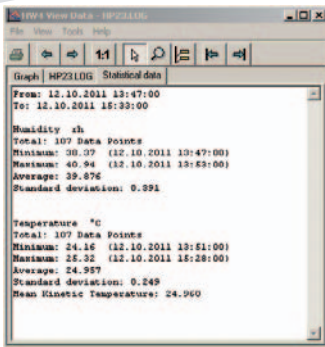 HW4 View Data - HP23.LOG
File View Tools Help
1:1
Graph HP23.LOG Statistical data
From: 12.10.2011 13:47:00
To: 12.10.2011 15:33:00
Humidity rh
Total: 107 Data Points
Minimum: 38.37 (12.10.2011 13:47:00)
Maximum: 40.94 (12.10.2011 13:53:00)
Average: 39.876
Standard deviation: 0.391
Temperature °C
Total: 107 Data Points
Minimum: 24.16 (12.10.2011 13:51:00)
Maximum: 25.32 (12.10.2011 15:28:00)
Average: 24.957
Standard deviation: 0.249
Mean Kinetic Temperature: 24.960